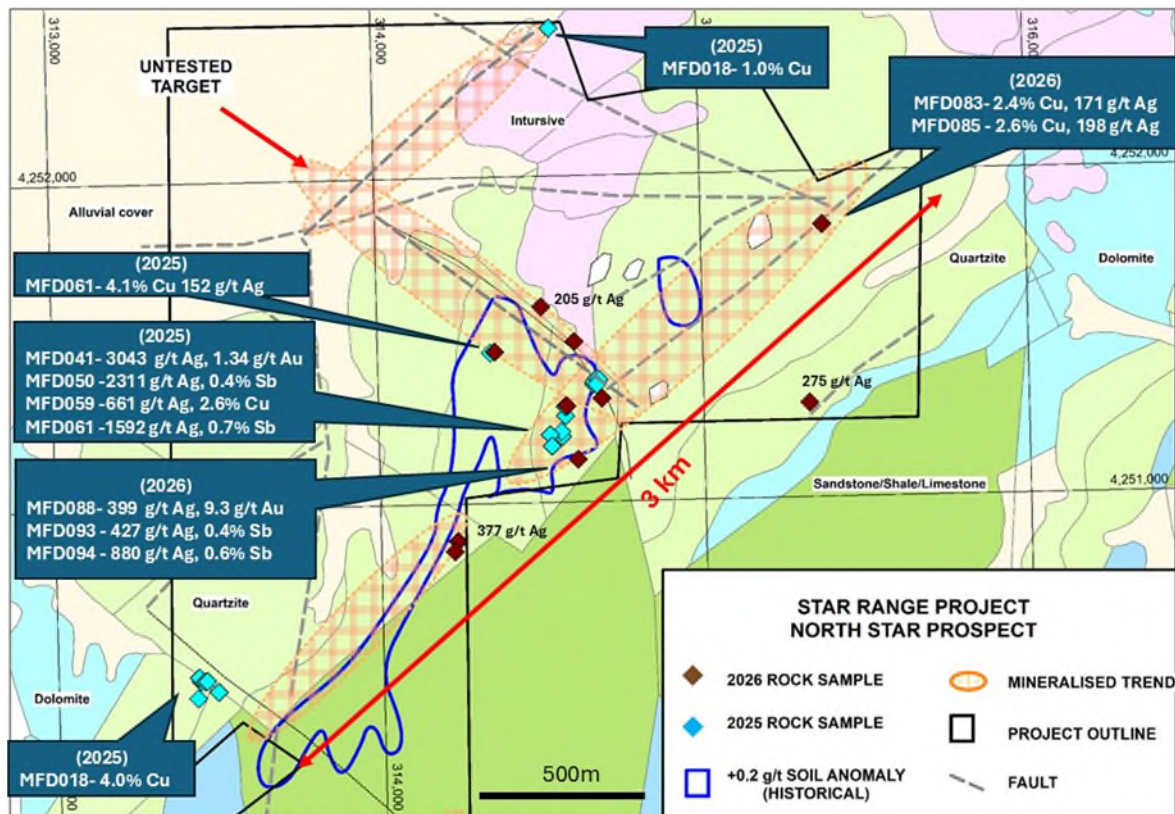 313,000
314,000
3
316,000
UNTESTED
TARGET
(2025)
MFD018- 1.0% Cu
(2026)
MFD083- 2.4% Cu, 171 g/t Ag
MFD085 - 2.6% Cu, 198 g/t Ag
Intursive
4,252,000
4,252,000
Alluvial cover
Quartzite
Dolomite
(2025)
MFD061- 4.1% Cu 152 g/t Ag
205 g/t Ag
(2025)
MFD041- 3043 g/t Ag, 1.34 g/t Au
MFD050 -2311 g/t Ag, 0.4% Sb
MFD059 -661 g/t Ag, 2.6% Cu
MFD061 -1592 g/t Ag, 0.7% Sb
275 g/t Ag
3 km
Sandstone/Shale/Limestone
4,251,000
(2026)
MFD088- 399 g/t Ag, 9.3 g/t Au
MFD093 - 427 g/t Ag, 0.4% Sb
MFD094 - 880 g/t Ag, 0.6% Sb
377 g/t Ag
Quartzite
Dolomite
(2025)
MFD018- 4.0% Cu
314,000
500m
STAR RANGE PROJECT
NORTH STAR PROSPECT
2026 ROCK SAMPLE
MINERALISED TREND
2025 ROCK SAMPLE
PROJECT OUTLINE
+0.2 g/t SOIL ANOMALY
(HISTORICAL)
FAULT